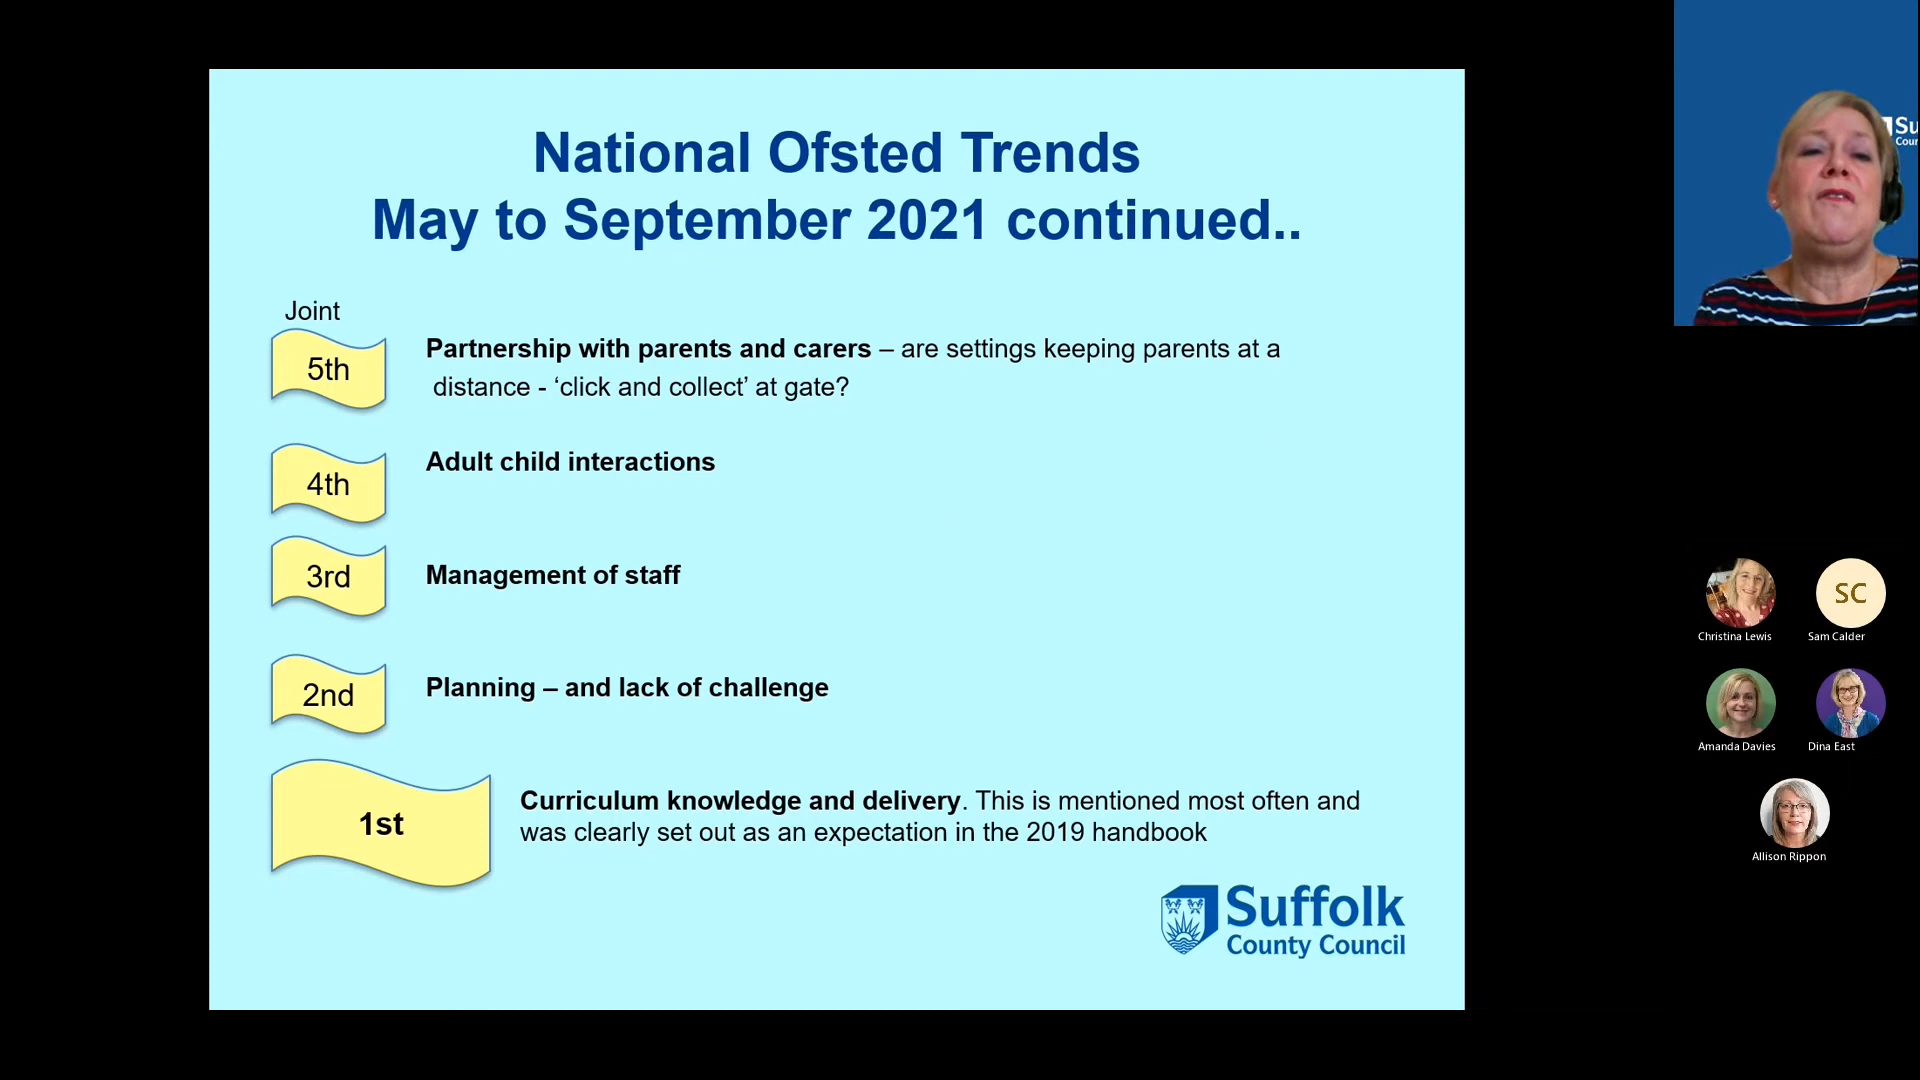 National Ofsted Trends
May to September 2021 continued..
Joint
5th
Partnership with parents and carers – are settings keeping parents at a
distance - ‘click and collect’ at gate?
4th
Adult child interactions
3rd
Management of staff
2nd
Planning – and lack of challenge
1st
Curriculum knowledge and delivery. This is mentioned most often and
was clearly set out as an expectation in the 2019 handbook
Suffolk
County Council
Su
Coun
SC
Christina Lewis
Sam Calder
Amanda Davies
Dina East
Allison Rippon